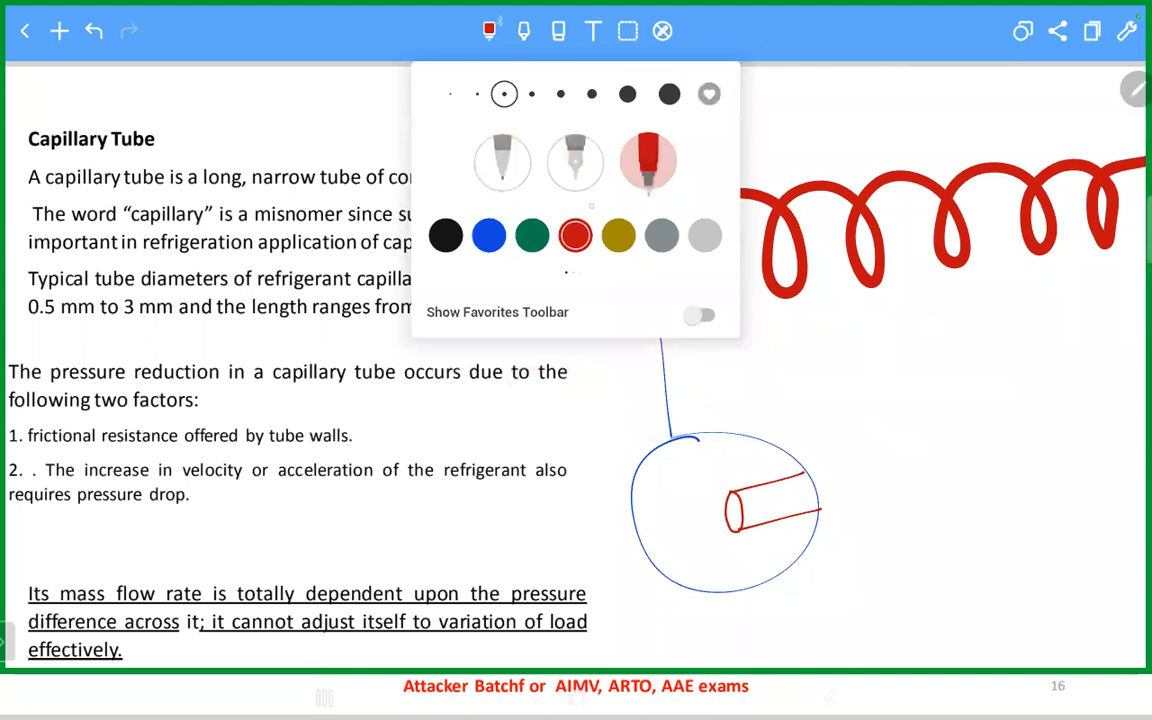 Capillary Tube
A capillary tube is a long, narrow tube of
The word “capillary” is a misnomer since
important in refrigeration application of
Typical tube diameters of refrigerant
0.5 mm to 3 mm and the length ranges from
Show Favorites Toolbar
The pressure reduction in a capillary tube occurs due to the
following two factors:
1. frictional resistance offered by tube walls.
2. . The increase in velocity or acceleration of the refrigerant also
requires pressure drop.
Its mass flow rate is totally dependent upon the pressure
difference across it; it cannot adjust itself to variation of load
effectively.
Attacker Batchf or AIMV, ARTO, AAE exams
16